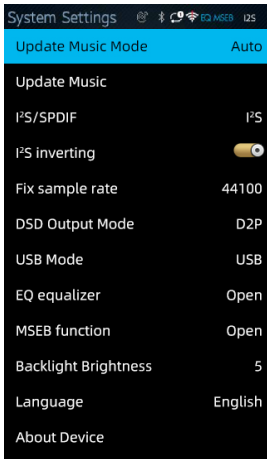 System Settings EQ MSEB I2S
Update Music Mode Auto
Update Music
I²S/SPDIF I²S
I²S inverting
Fix sample rate 44100
DSD Output Mode D2P
USB Mode USB
EQ equalizer Open
MSEB function Open
Backlight Brightness 5
Language English
About Device